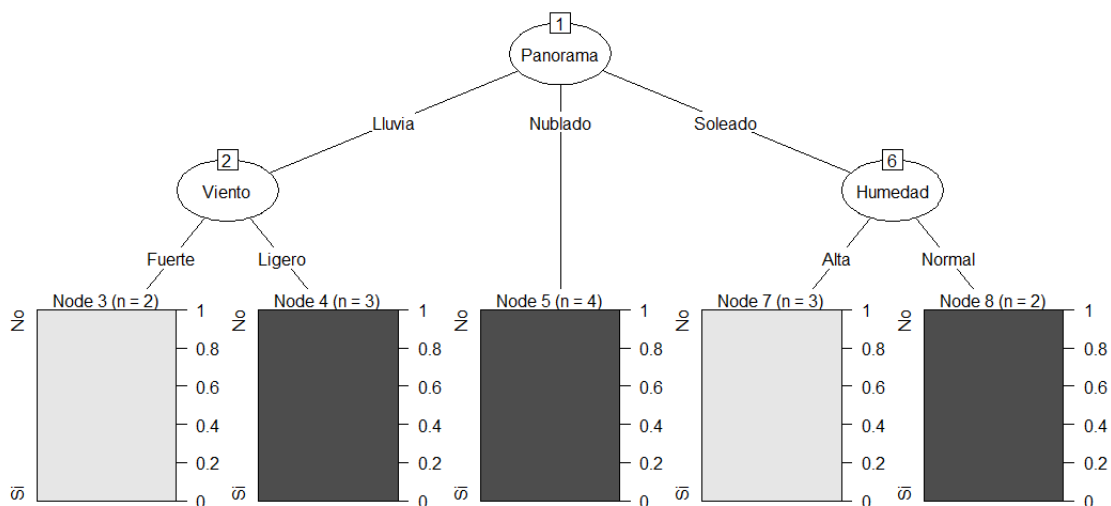 1
Panorama
Lluvia
Nublado
Soleado
2
Viento
6
Humedad
Fuerte
Ligero
Alta
Normal
Node 3 (n = 2)
No
Si
1
0.8
0.6
0.4
0.2
0
Node 4 (n = 3)
No
Si
1
0.8
0.6
0.4
0.2
0
Node 5 (n = 4)
No
Si
1
0.8
0.6
0.4
0.2
0
Node 7 (n = 3)
No
Si
1
0.8
0.6
0.4
0.2
0
Node 8 (n = 2)
No
Si
1
0.8
0.6
0.4
0.2
0